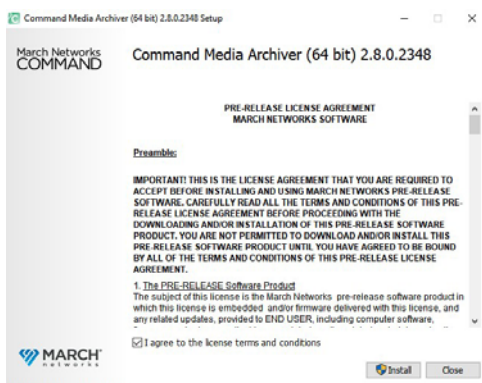 Command Media Archiver (64 bit) 2.8.0.2348 Setup
March Networks
COMMAND
Command Media Archiver (64 bit) 2.8.0.2348
PRE-RELEASE LICENSE AGREEMENT
MARCH NETWORKS SOFTWARE
Preamble:
IMPORTANT! THIS IS THE LICENSE AGREEMENT THAT YOU ARE REQUIRED TO
ACCEPT BEFORE INSTALLING AND USING MARCH NETWORKS PRE-RELEASE
SOFTWARE. CAREFULLY READ ALL THE TERMS AND CONDITIONS OF THIS PRE-
RELEASE LICENSE AGREEMENT BEFORE PROCEEDING WITH THE
DOWNLOADING AND/OR INSTALLATION OF THIS PRE-RELEASE SOFTWARE
PRODUCT. YOU ARE NOT PERMITTED TO DOWNLOAD AND/OR INSTALL THIS
PRE-RELEASE SOFTWARE PRODUCT UNTIL YOU HAVE AGREED TO BE BOUND
BY ALL OF THE TERMS AND CONDITIONS OF THIS PRE-RELEASE LICENSE
AGREEMENT.
1. The PRE-RELEASE Software Product
The subject of this license is the March Networks pre-release software product in
which this license is embedded and/or firmware delivered with this license, and
any related updates, provided to END USER, including computer software,
I agree to the license terms and conditions
MARCH
networks
Install
Close